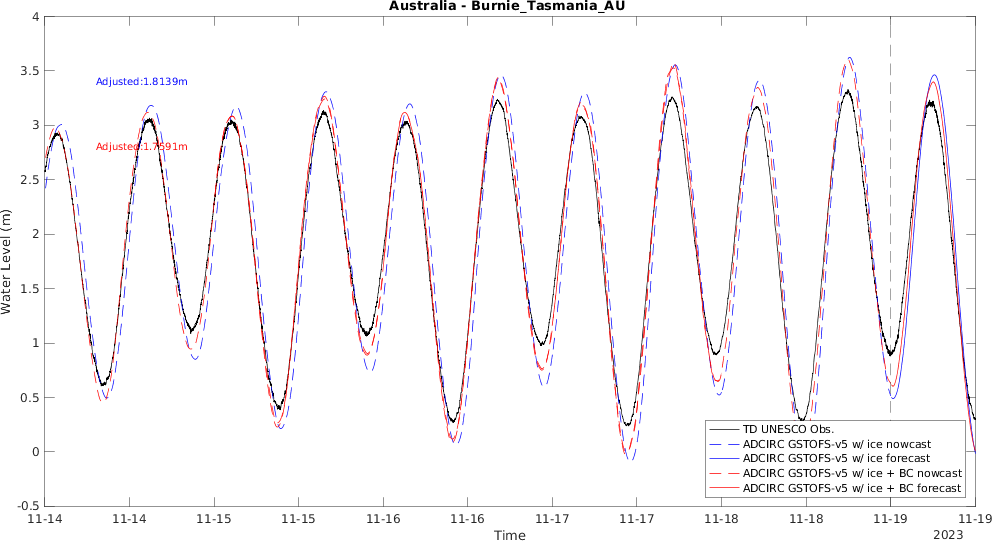 Australia - Burnie_Tasmania_AU
4
3.5
3
2.5
2
1.5
1
0.5
0
-0.5
Water Level (m)
Adjusted:1.8139m
Adjusted:1.7591m
TD UNESCO Obs.
ADCIRC GSTOFS-v5 w/ ice nowcast
ADCIRC GSTOFS-v5 w/ ice forecast
ADCIRC GSTOFS-v5 w/ ice + BC nowcast
ADCIRC GSTOFS-v5 w/ ice + BC forecast
11-14 11-14 11-15 11-15 11-16 11-16 11-17 11-17 11-18 11-18 11-19 11-19
Time
2023